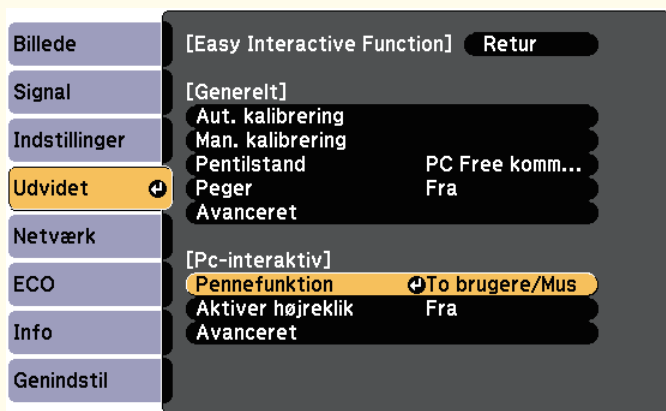 Billede
Signal
Indstillinger
Udvidet
Netværk
ECO
Info
Genindstil
[Easy Interactive Function] Retur
[Generelt]
Aut. kalibrering
Man. kalibrering
Pentilstand PC Free komm...
Peger Fra
Avanceret
[Pc-interaktiv]
Pennefunktion To brugere/Mus
Aktiver højreklik Fra
Avanceret